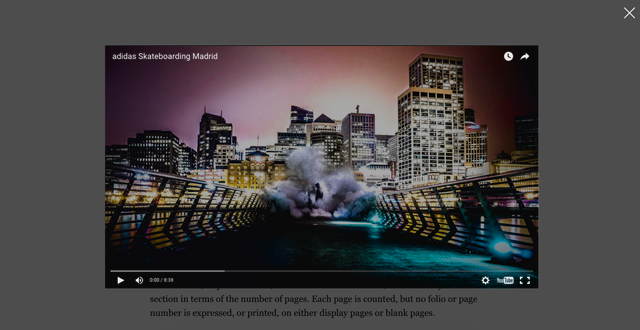 adidas Skateboarding Madrid
0:00 / 8:38
YouTube
section in terms of the number of pages. Each page is counted, but no folio or page
number is expressed, or printed, on either display pages or blank pages.